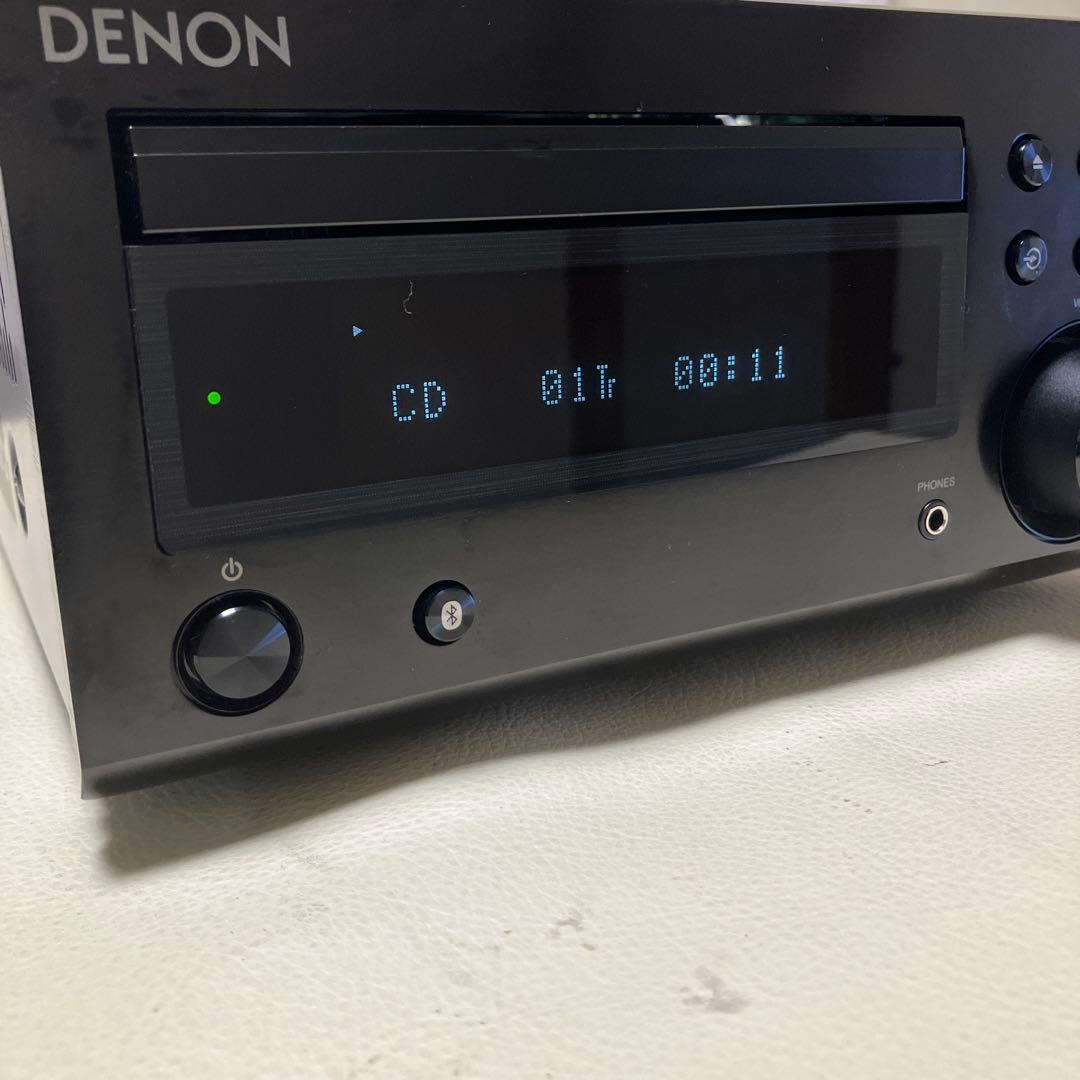 DENON
CD 01Tr 00:11
PHONES